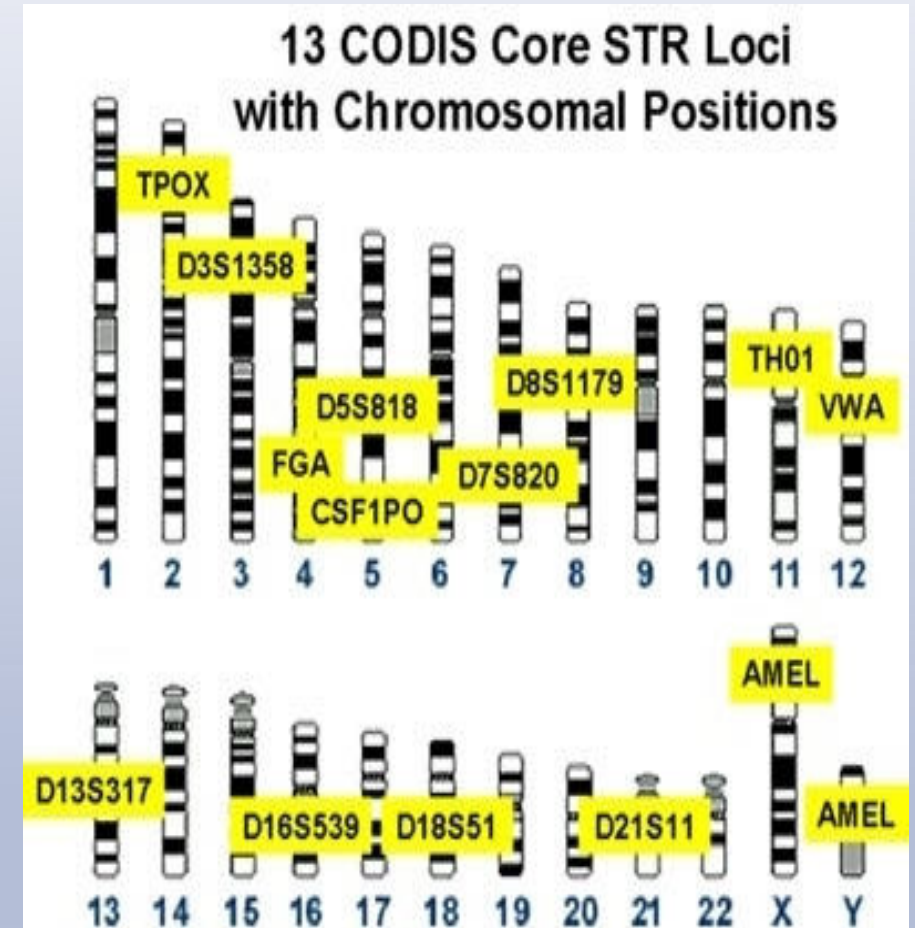 13 CODIS Core STR Loci
with Chromosomal Positions
TPOX
D3S1358
TH01
D8S1179
D5S818
VWA
FGA
D7S820
CSF1PO
1 2 3 4 5 6 7 8 9 10 11 12
AMEL
D13S317
D16S539 D18S51 D21S11 AMEL
13 14 15 16 17 18 19 20 21 22 X Y